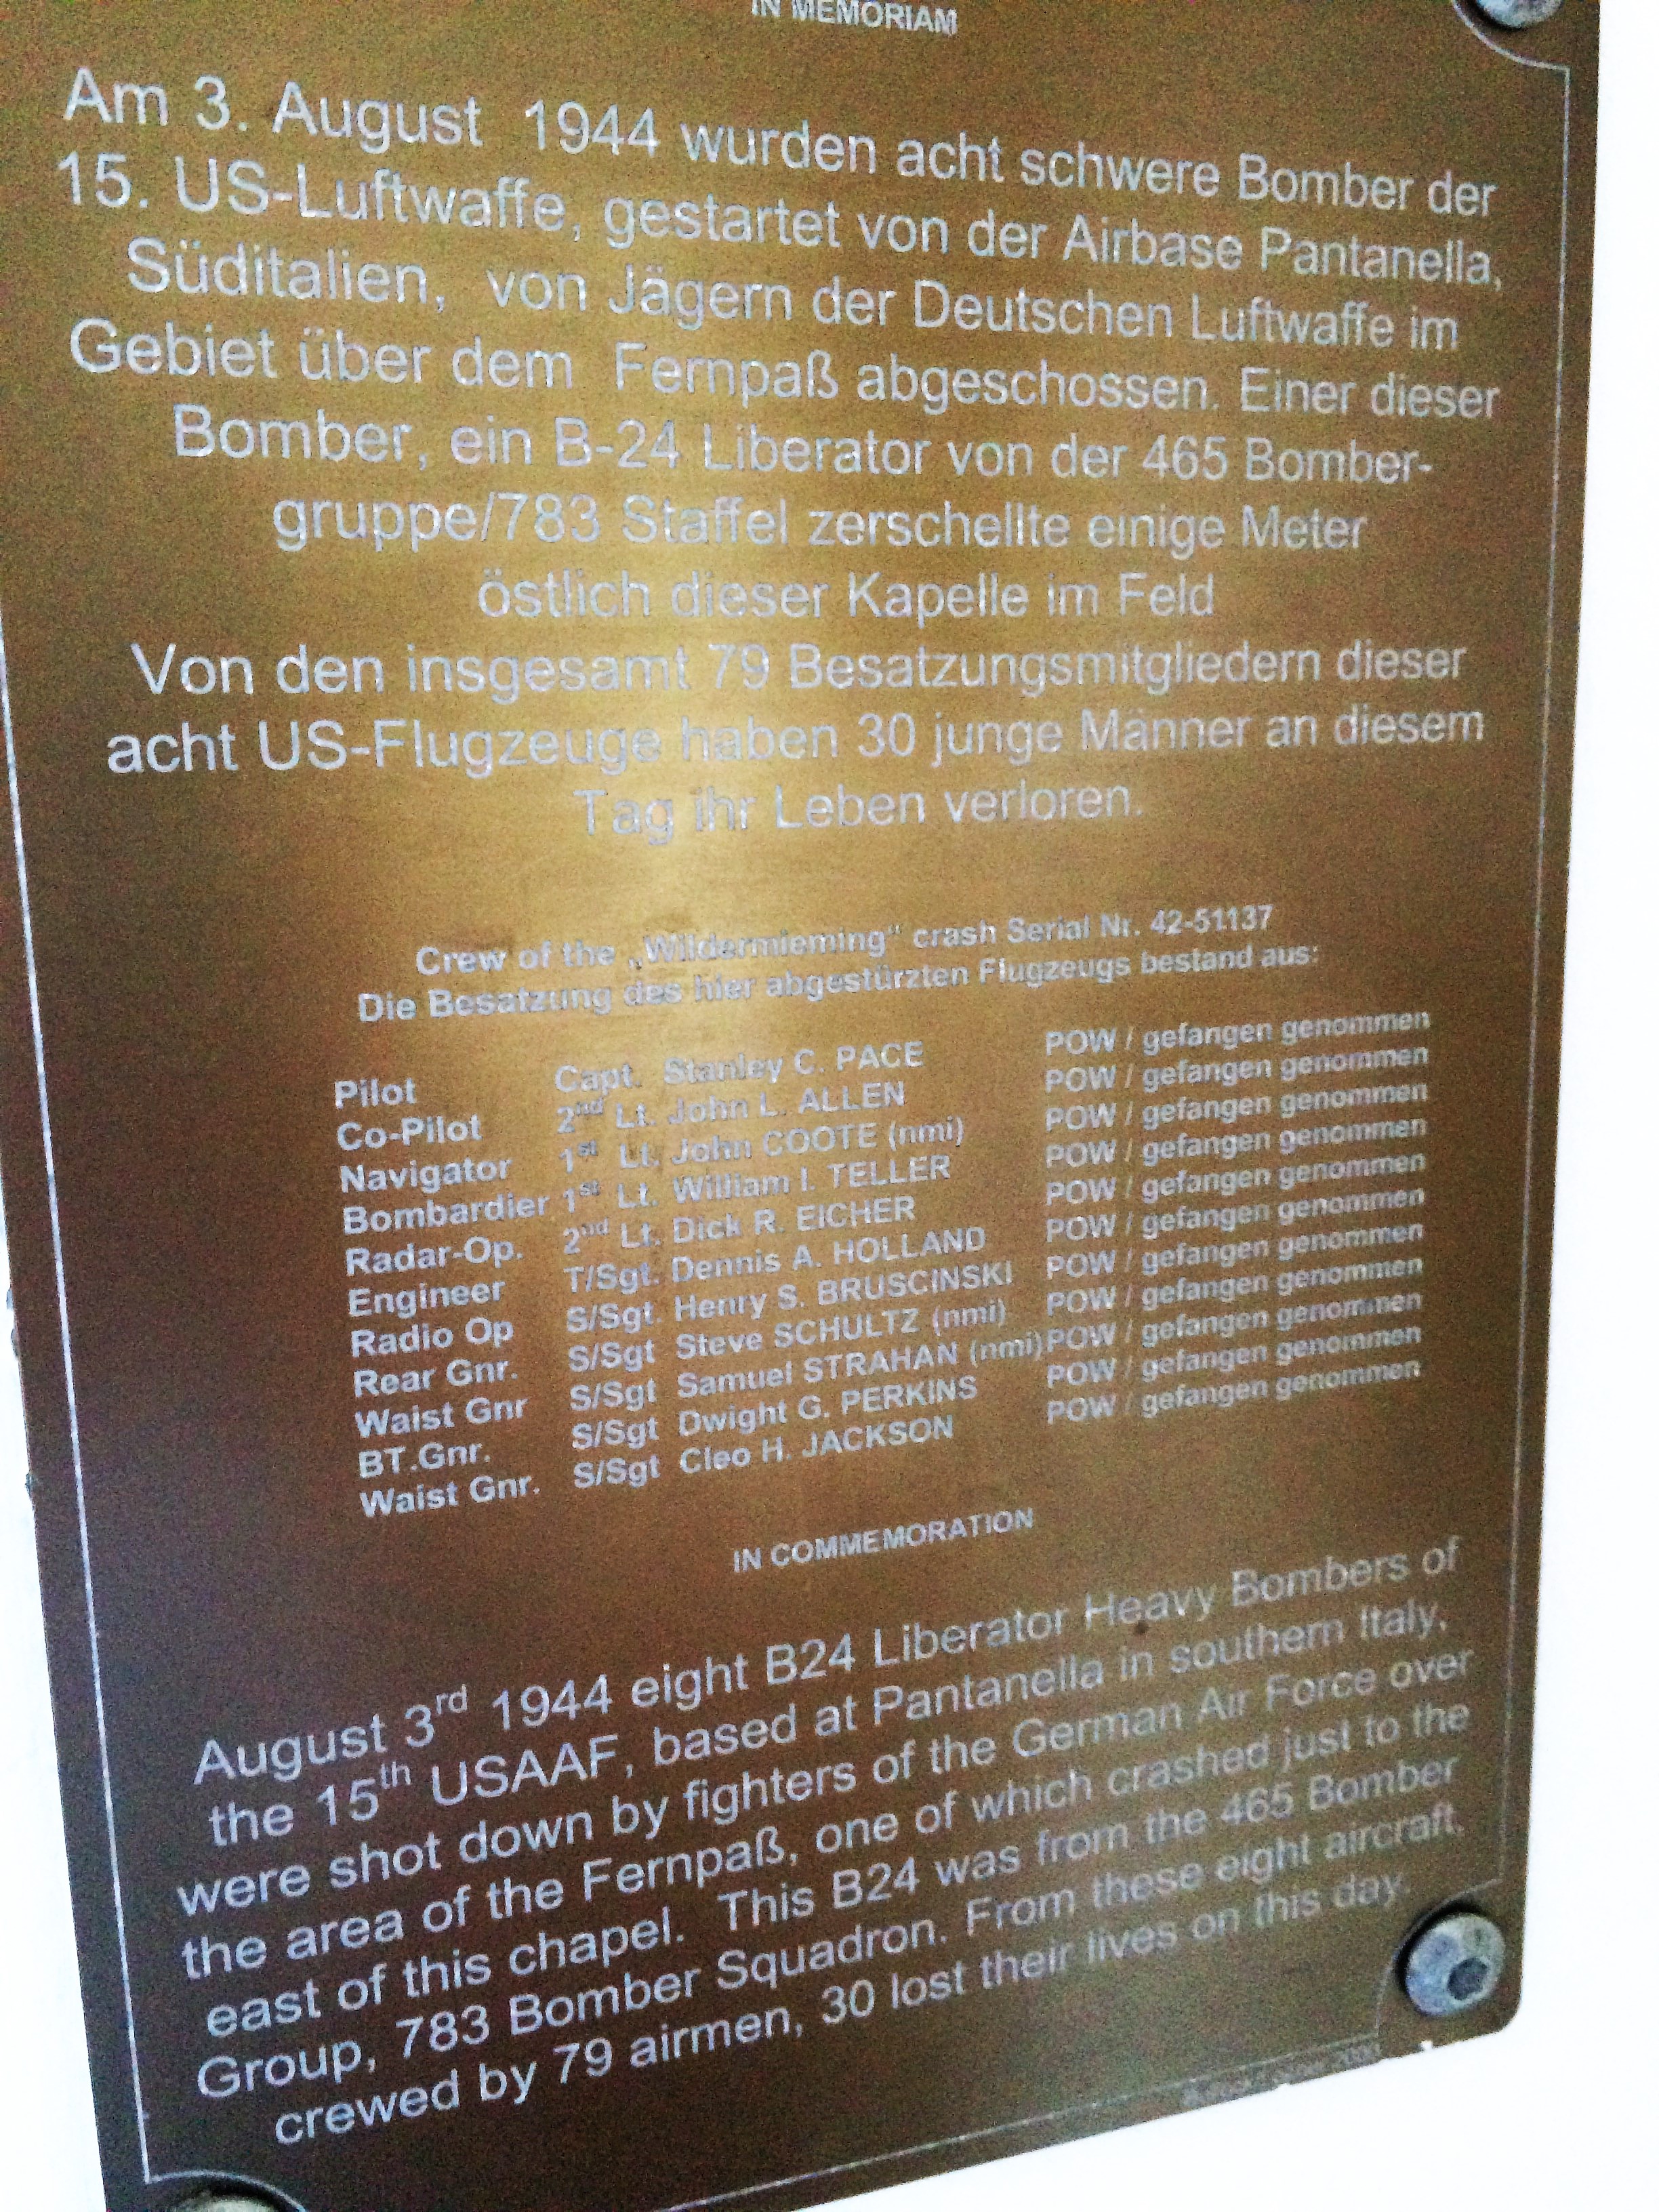 IN MEMORIAM
Am 3. August 1944 wurden acht schwere Bomber der
15. US-Luftwaffe, gestartet von der Airbase Pantanella,
Süditalien, von Jägern der Deutschen Luftwaffe im
Gebiet über dem Fernpaß abgeschossen. Einer dieser
Bomber, ein B-24 Liberator von der 465 Bomber-
gruppe/783 Staffel zerschellte einige Meter
östlich dieser Kapelle im Feld
Von den insgesamt 79 Besatzungsmitgliedern dieser
acht US-Flugzeuge haben 30 junge Männer an diesem
Tag ihr Leben verloren.
Crew of the „Wildermieming“ crash Serial Nr. 42-51137
Die Besatzung des hier abgestürzten Flugzeugs bestand aus:
Pilot Capt. Stanley C. PACE POW / gefangen genommen
Co-Pilot 2nd Lt. John L. ALLEN POW / gefangen genommen
Navigator 1st Lt. John COOTE (nmi) POW / gefangen genommen
Bombardier 1st Lt. William I. TELLER POW / gefangen genommen
Radar-Op. 2nd Lt. Dick R. EICHER POW / gefangen genommen
Engineer T/Sgt. Dennis A. HOLLAND POW / gefangen genommen
Radio Op S/Sgt. Henry S. BRUSCINSKI POW / gefangen genommen
Rear Gnr. S/Sgt Steve SCHULTZ (nmi) POW / gefangen genommen
Waist Gnr S/Sgt Samuel STRAHAN (nmi) POW / gefangen genommen
BT.Gnr. S/Sgt Dwight G. PERKINS POW / gefangen genommen
Waist Gnr. S/Sgt Cleo H. JACKSON POW / gefangen genommen
IN COMMEMORATION
August 3rd 1944 eight B24 Liberator Heavy Bombers of
the 15th USAAF, based at Pantanella in southern Italy,
were shot down by fighters of the German Air Force over
the area of the Fernpaß, one of which crashed just to the
east of this chapel. This B24 was from the 465 Bomber
Group, 783 Bomber Squadron. From these eight aircraft,
crewed by 79 airmen, 30 lost their lives on this day.